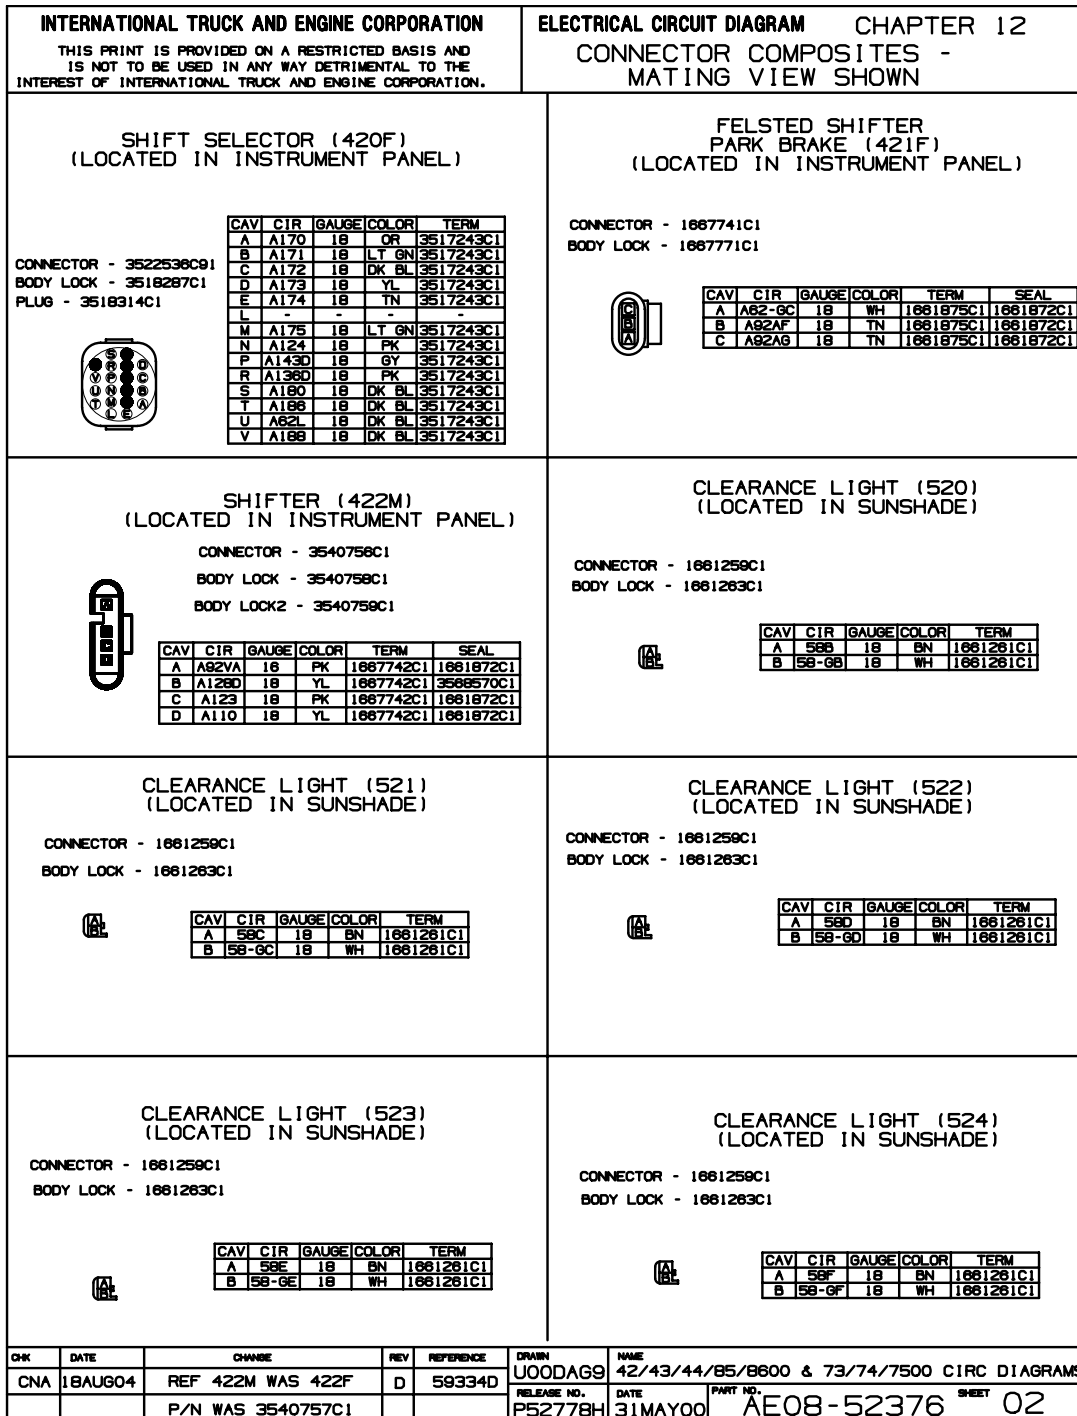 INTERNATIONAL TRUCK AND ENGINE CORPORATION
THIS PRINT IS PROVIDED ON A RESTRICTED BASIS AND
IS NOT TO BE USED IN ANY WAY DETRIMENTAL TO THE
INTEREST OF INTERNATIONAL TRUCK AND ENGINE CORPORATION.
ELECTRICAL CIRCUIT DIAGRAM CHAPTER 12
CONNECTOR COMPOSITES -
MATING VIEW SHOWN
SHIFT SELECTOR (420F)
(LOCATED IN INSTRUMENT PANEL)
CONNECTOR - 3522536C91
BODY LOCK - 3518287C1
PLUG - 3518314C1
S
R D
V P C
U N B
T M A
L E
CAV CIR GAUGE COLOR TERM
A A170 18 OR 3517243C1
B A171 18 LT GN 3517243C1
C A172 18 DK BL 3517243C1
D A173 18 YL 3517243C1
E A174 18 TN 3517243C1
L - - - -
M A175 18 LT GN 3517243C1
N A124 18 PK 3517243C1
P A143D 18 GY 3517243C1
R A136D 18 PK 3517243C1
S A180 18 DK BL 3517243C1
T A186 18 DK BL 3517243C1
U A62L 18 DK BL 3517243C1
V A188 18 DK BL 3517243C1
FELSTED SHIFTER
PARK BRAKE (421F)
(LOCATED IN INSTRUMENT PANEL)
CONNECTOR - 1667741C1
BODY LOCK - 1667771C1
C
B
A
CAV CIR GAUGE COLOR TERM SEAL
A A62-GC 18 WH 1661875C1 1661872C1
B A92AF 18 TN 1661875C1 1661872C1
C A92AG 18 TN 1661875C1 1661872C1
SHIFTER (422M)
(LOCATED IN INSTRUMENT PANEL)
CONNECTOR - 3540756C1
BODY LOCK - 3540758C1
BODY LOCK2 - 3540759C1
A
B
C
D
CAV CIR GAUGE COLOR TERM SEAL
A A92VA 16 PK 1667742C1 1661872C1
B A128D 18 YL 1667742C1 3568570C1
C A123 18 PK 1667742C1 1661872C1
D A110 18 YL 1667742C1 1661872C1
CLEARANCE LIGHT (520)
(LOCATED IN SUNSHADE)
CONNECTOR - 1661259C1
BODY LOCK - 1661263C1
A
B
CAV CIR GAUGE COLOR TERM
A 58B 18 BN 1661261C1
B 58-GB 18 WH 1661261C1
CLEARANCE LIGHT (521)
(LOCATED IN SUNSHADE)
CONNECTOR - 1661259C1
BODY LOCK - 1661263C1
A
B
CAV CIR GAUGE COLOR TERM
A 58C 18 BN 1661261C1
B 58-GC 18 WH 1661261C1
CLEARANCE LIGHT (522)
(LOCATED IN SUNSHADE)
CONNECTOR - 1661259C1
BODY LOCK - 1661263C1
A
B
CAV CIR GAUGE COLOR TERM
A 58D 18 BN 1661261C1
B 58-GD 18 WH 1661261C1
CLEARANCE LIGHT (523)
(LOCATED IN SUNSHADE)
CONNECTOR - 1661259C1
BODY LOCK - 1661263C1
A
B
CAV CIR GAUGE COLOR TERM
A 58E 18 BN 1661261C1
B 58-GE 18 WH 1661261C1
CLEARANCE LIGHT (524)
(LOCATED IN SUNSHADE)
CONNECTOR - 1661259C1
BODY LOCK - 1661263C1
A
B
CAV CIR GAUGE COLOR TERM
A 58F 18 BN 1661261C1
B 58-GF 18 WH 1661261C1
CHK DATE CHANGE REV REFERENCE
CNA 18AUG04 REF 422M WAS 422F D 59334D
P/N WAS 3540757C1
DRAWN U00DAG9
NAME 42/43/44/85/8600 & 73/74/7500 CIRC DIAGRAMS
RELEASE NO. P52778H
DATE 31MAY00
PART NO. AE08-52376 SHEET 02